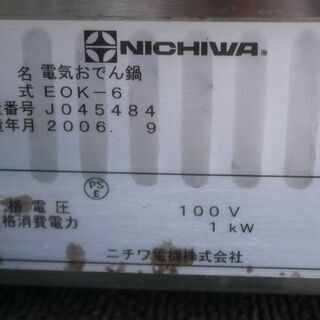 NICHIWA®
名 電気おでん鍋
式 EOK-6
番号 J045484
年月 2006. 9
PS
E
格電圧 100V
格消費電力 1kW
ニチワ電機株式会社